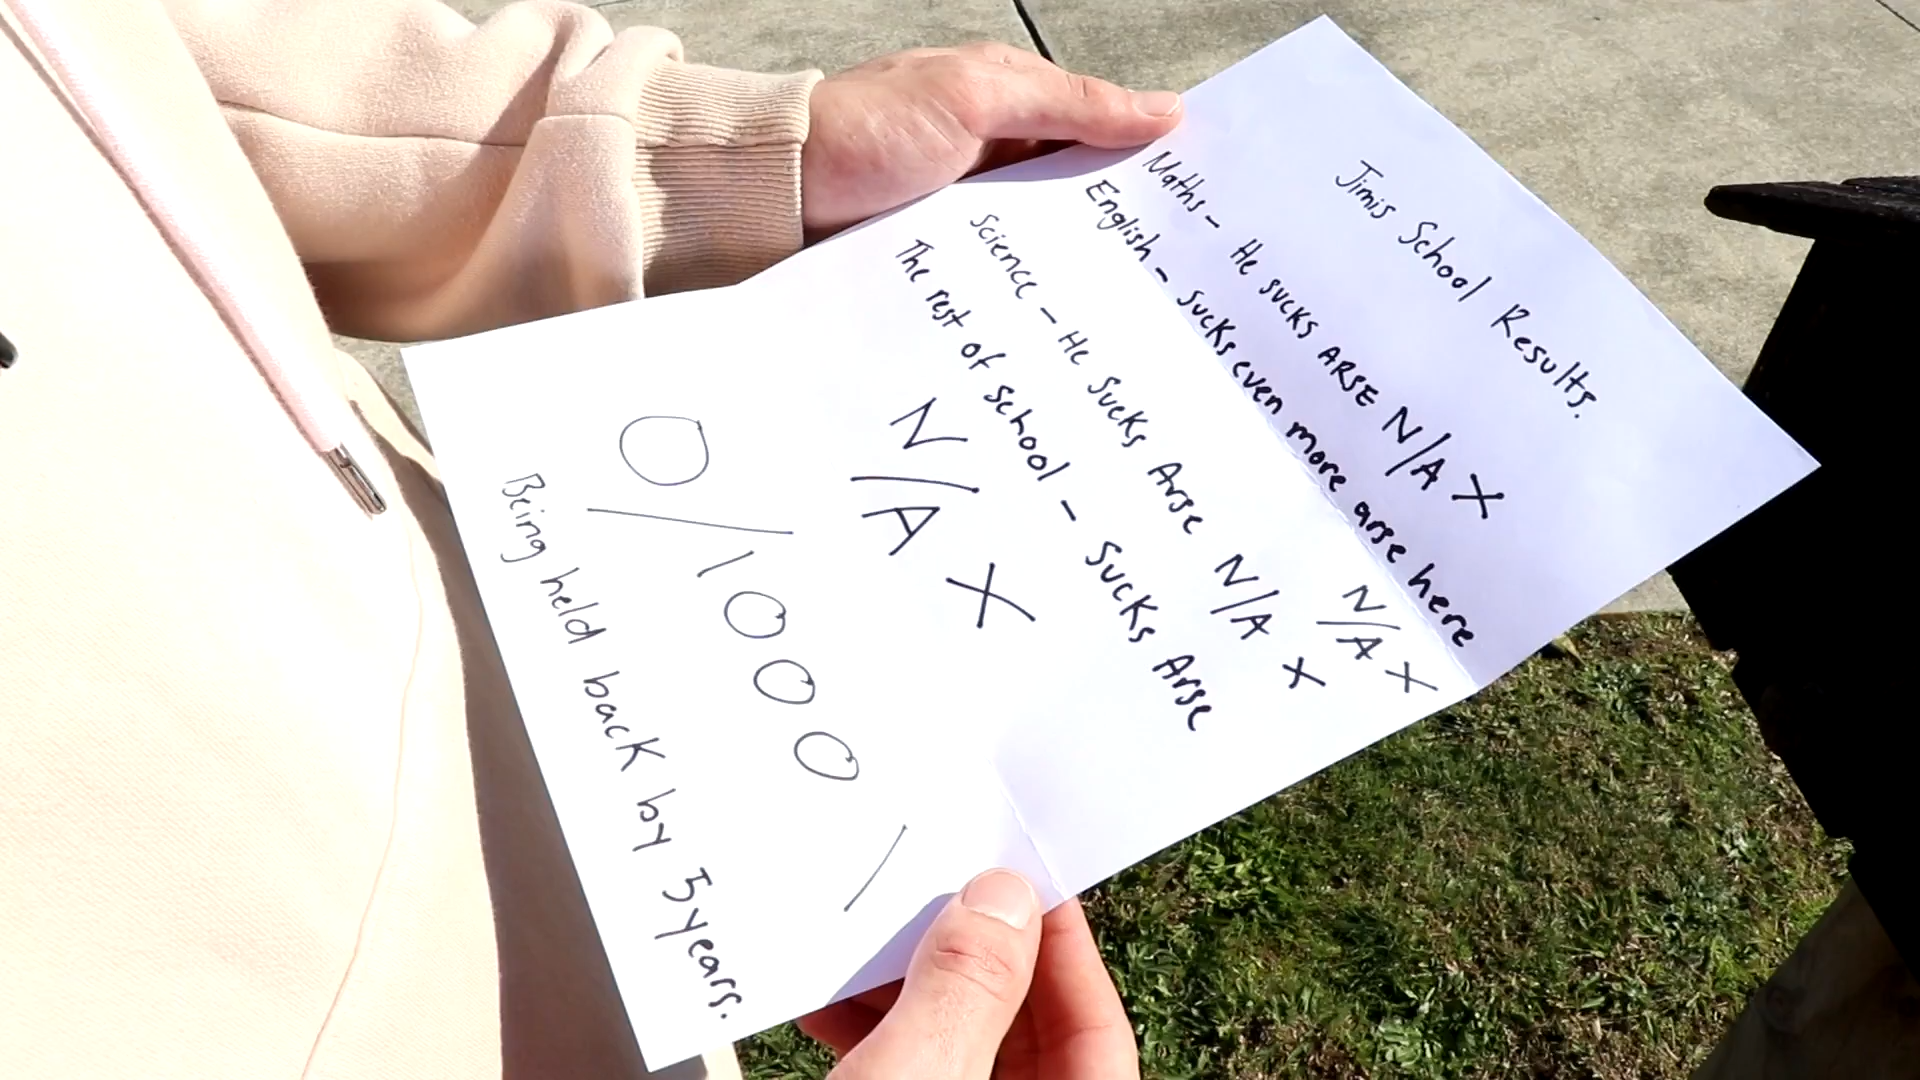 Jimis School Results.
Maths - He sucks ARSE N/A X
English - sucks even more arse here
N/A X
Science - He sucks Arse N/A X
The rest of school - sucks Arse
N/A X
0/1000
Being held back by 5 years.